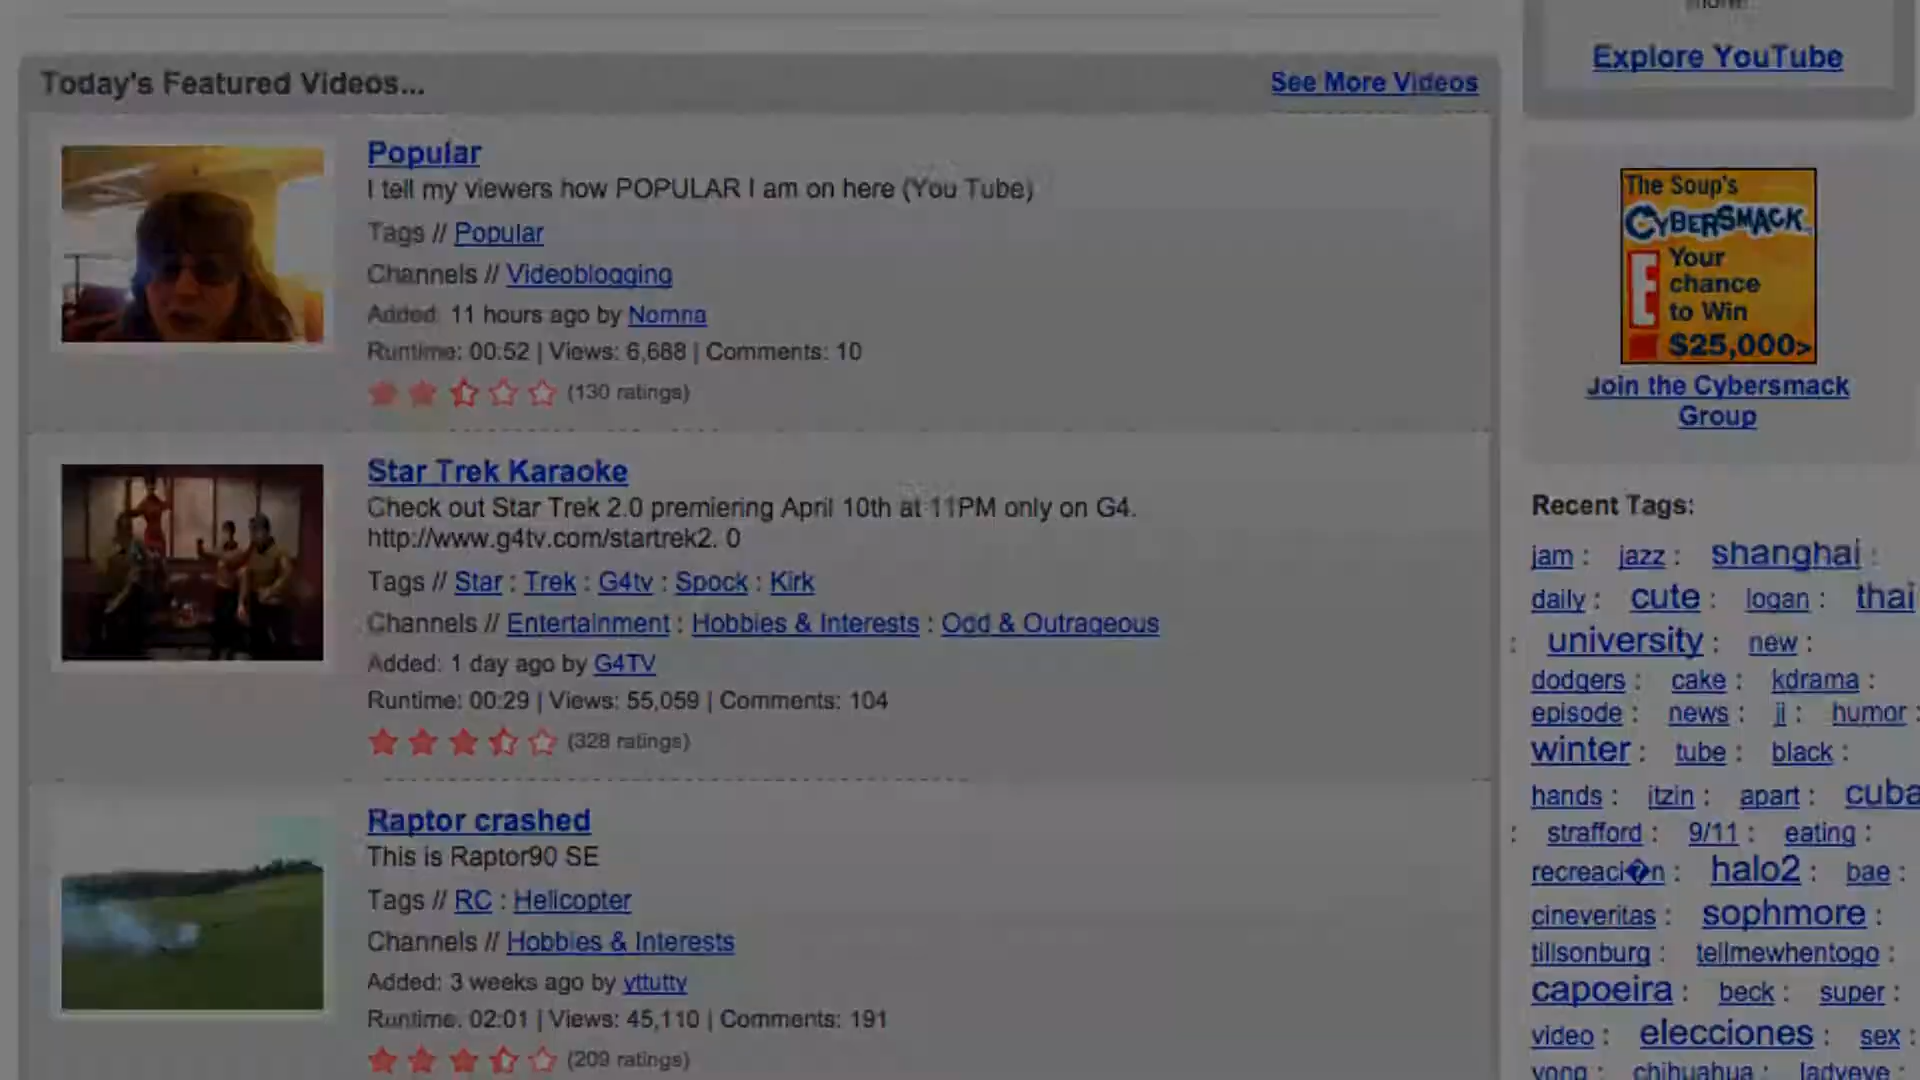 Explore YouTube
Today's Featured Videos...
See More Videos
Popular
I tell my viewers how POPULAR I am on here (You Tube)
Tags // Popular
Channels // Videoblogging
Added: 11 hours ago by Nomna
Runtime: 00:52 | Views: 6,688 | Comments: 10
(130 ratings)
Star Trek Karaoke
Check out Star Trek 2.0 premiering April 10th at 11PM only on G4.
http://www.g4tv.com/startrek2. 0
Tags // Star : Trek : G4tv : Spock : Kirk
Channels // Entertainment : Hobbies & Interests : Odd & Outrageous
Added: 1 day ago by G4TV
Runtime: 00:29 | Views: 55,059 | Comments: 104
(328 ratings)
Raptor crashed
This is Raptor90 SE
Tags // RC : Helicopter
Channels // Hobbies & Interests
Added: 3 weeks ago by yttutty
Runtime: 02:01 | Views: 45,110 | Comments: 191
(209 ratings)
The Soup's
CYBERSMACK
E
Your
chance
to Win
$25,000>
Join the Cybersmack
Group
Recent Tags:
jam : jazz : shanghai :
daily : cute : logan : thai
: university : new :
dodgers : cake : kdrama :
episode : news : ji : humor :
winter : tube : black :
hands : itzin : apart : cuba
: strafford : 9/11 : eating :
recreaci�n : halo2 : bae :
cineveritas : sophmore :
tillsonburg : tellmewhentogo :
capoeira : beck : super :
video : elecciones : sex :
yong : chihuahua : ladyeve :